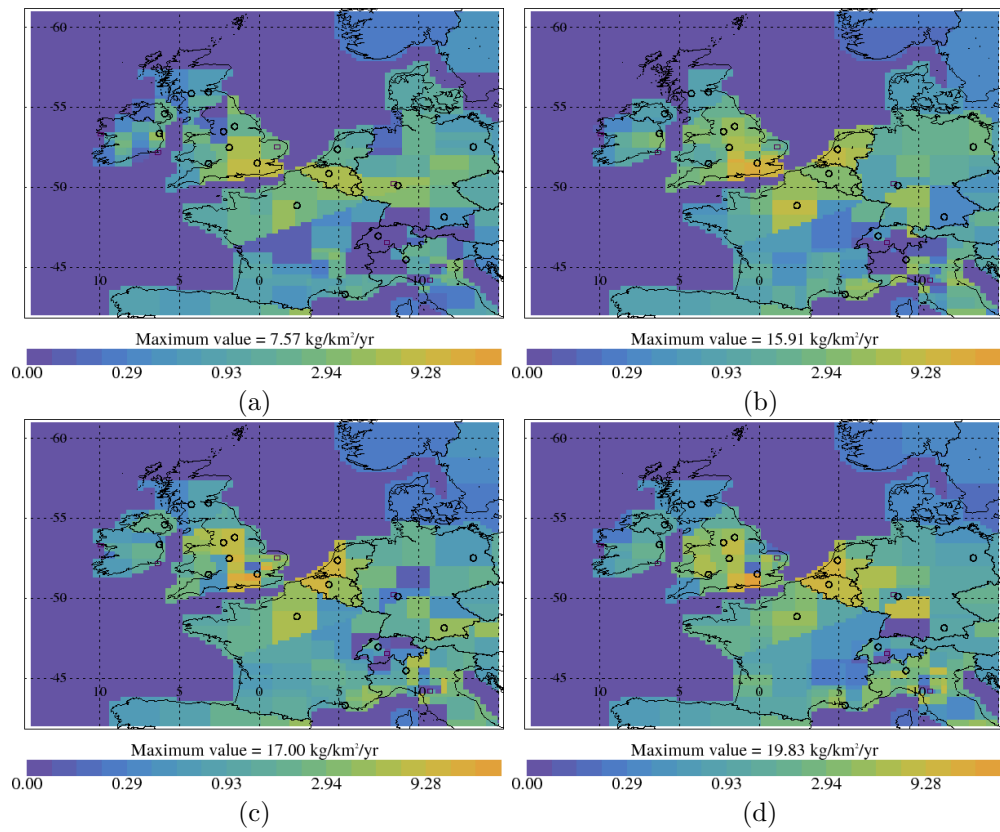 60
55
50
45
10 5 0 5 10
Maximum value = 7.57 kg/km²/yr
0.00 0.29 0.93 2.94 9.28
(a)
60
55
50
45
10 5 0 5 10
Maximum value = 15.91 kg/km²/yr
0.00 0.29 0.93 2.94 9.28
(b)
60
55
50
45
10 5 0 5 10
Maximum value = 17.00 kg/km²/yr
0.00 0.29 0.93 2.94 9.28
(c)
60
55
50
45
10 5 0 5 10
Maximum value = 19.83 kg/km²/yr
0.00 0.29 0.93 2.94 9.28
(d)